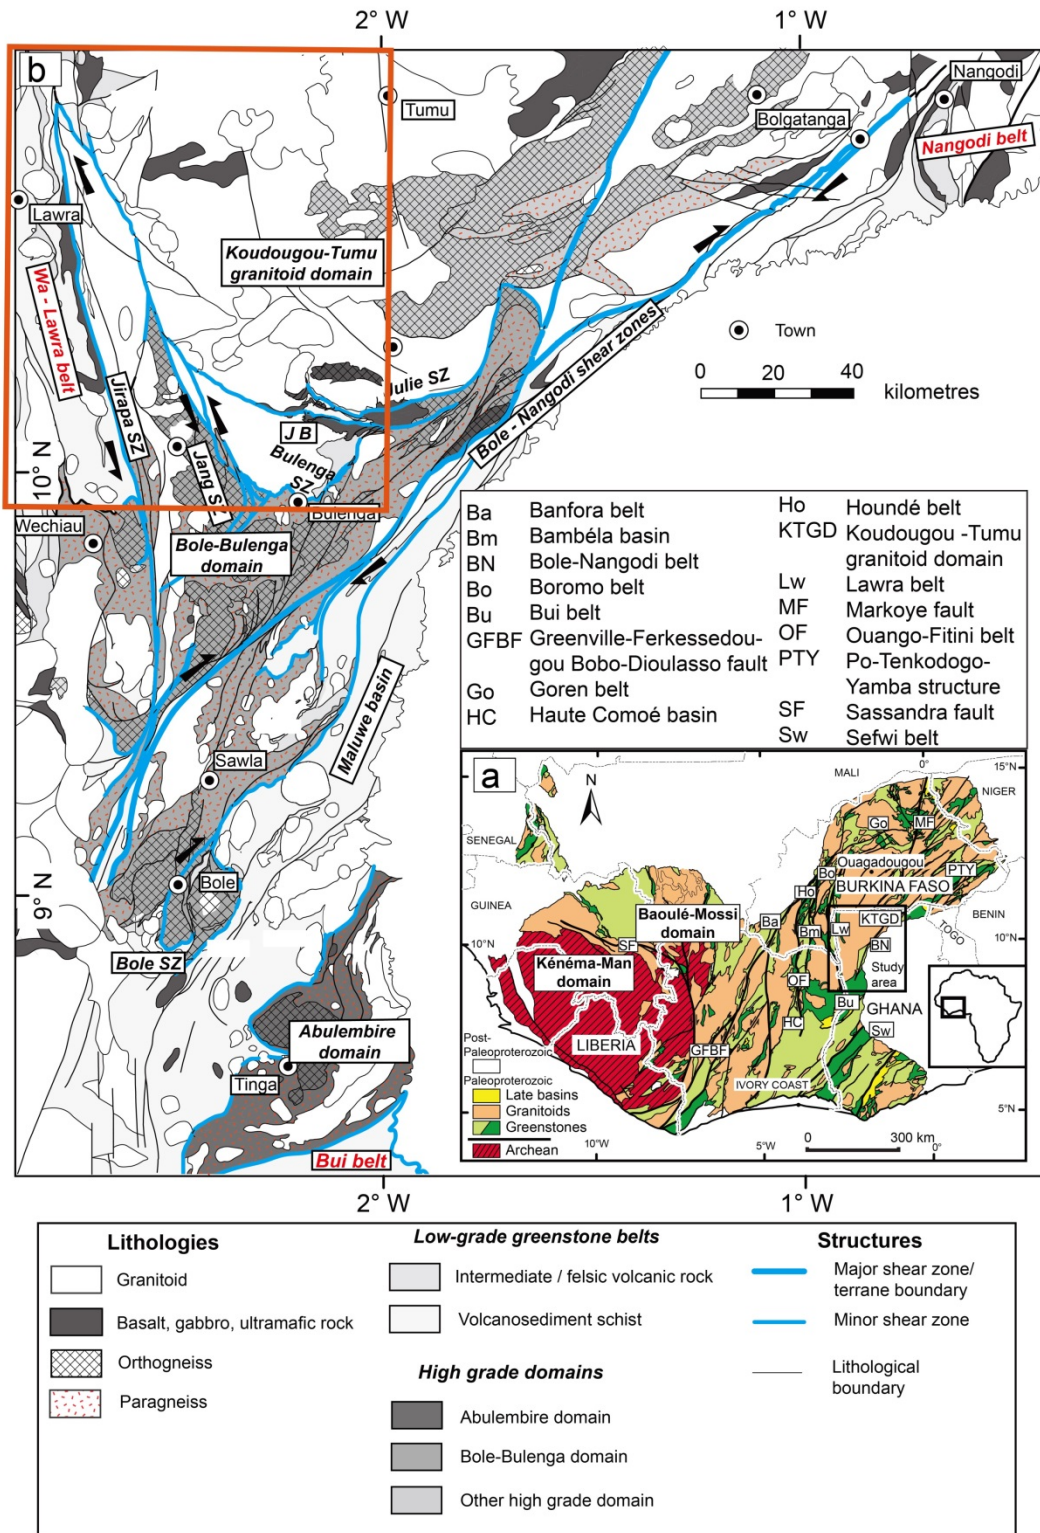 2° W
1° W
b
Tumu
Nangodi
Bolgatanga
Nangodi belt
Lawra
Koudougou-Tumu
granitoid domain
Wa - Lawra belt
Jirapa SZ
Jang SZ
Julie SZ
J B
Bulenga
SZ
Bulenga
Bole - Nangodi shear zones
Town
0 20 40
kilometres
10° N
Wechiau
Bole-Bulenga
domain
Maluwe basin
Sawla
Bole
9° N
Bole SZ
Abulembire
domain
Tinga
Bui belt
2° W
1° W
Ba Banfora belt
Bm Bambéla basin
BN Bole-Nangodi belt
Bo Boromo belt
Bu Bui belt
GFBF Greenville-Ferkessedou-
gou Bobo-Dioulasso fault
Go Goren belt
HC Haute Comoé basin
Ho Houndé belt
KTGD Koudougou -Tumu
granitoid domain
Lw Lawra belt
MF Markoye fault
OF Ouango-Fitini belt
PTY Po-Tenkodogo-
Yamba structure
SF Sassandra fault
Sw Sefwi belt
a
N
MALI
0°
15°N
NIGER
SENEGAL
Go
MF
Ouagadougou
Bo
PTY
BURKINA FASO
Ho
GUINEA
Baoulé-Mossi
domain
Ba
KTGD
BENIN
TOGO
Bm
Lw
10°N
SF
BN
10°N
Kénéma-Man
domain
OF
Study
area
Bu
GHANA
HC
Sw
LIBERIA
GFBF
IVORY COAST
Post-
Paleoproterozoic
Paleoproterozoic
Late basins
Granitoids
Greenstones
Archean
5°N
5°N
10°W
5°W
0 300 km
0°
Lithologies
Granitoid
Basalt, gabbro, ultramafic rock
Orthogneiss
Paragneiss
Low-grade greenstone belts
Intermediate / felsic volcanic rock
Volcanosediment schist
High grade domains
Abulembire domain
Bole-Bulenga domain
Other high grade domain
Structures
Major shear zone/
terrane boundary
Minor shear zone
Lithological
boundary